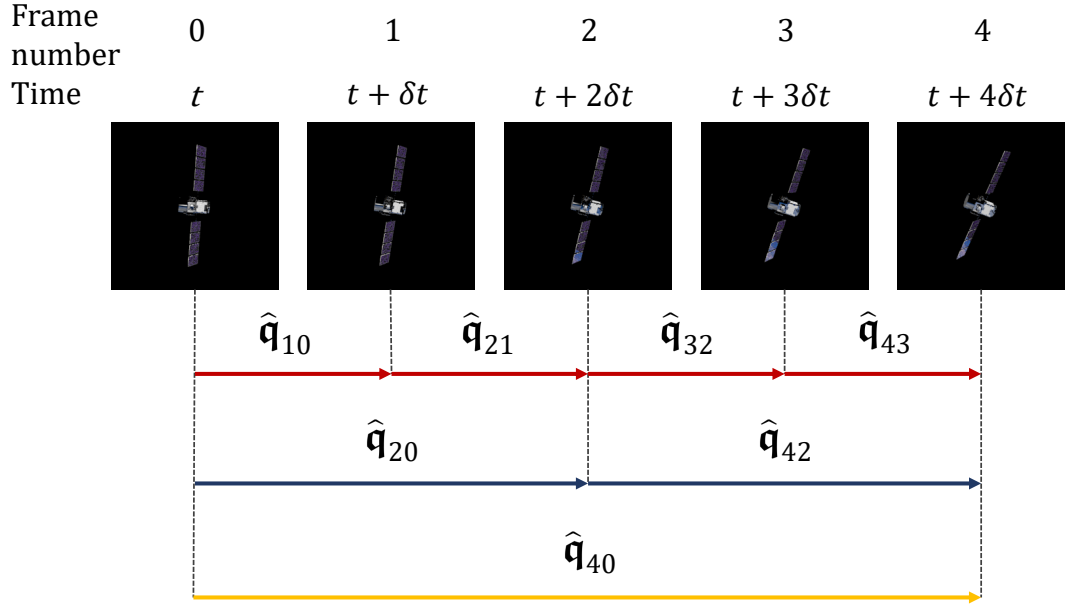 Frame number 0 1 2 3 4
Time t t + δt t + 2δt t + 3δt t + 4δt
𝖖̂₁₀ 𝖖̂₂₁ 𝖖̂₃₂ 𝖖̂₄₃
𝖖̂₂₀ 𝖖̂₄₂
𝖖̂₄₀